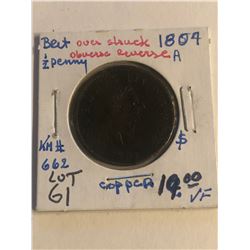 Best over struck 1804
½ penny obverse reverse A
KM#
662
$
LOT
61
copper
19.00
VF